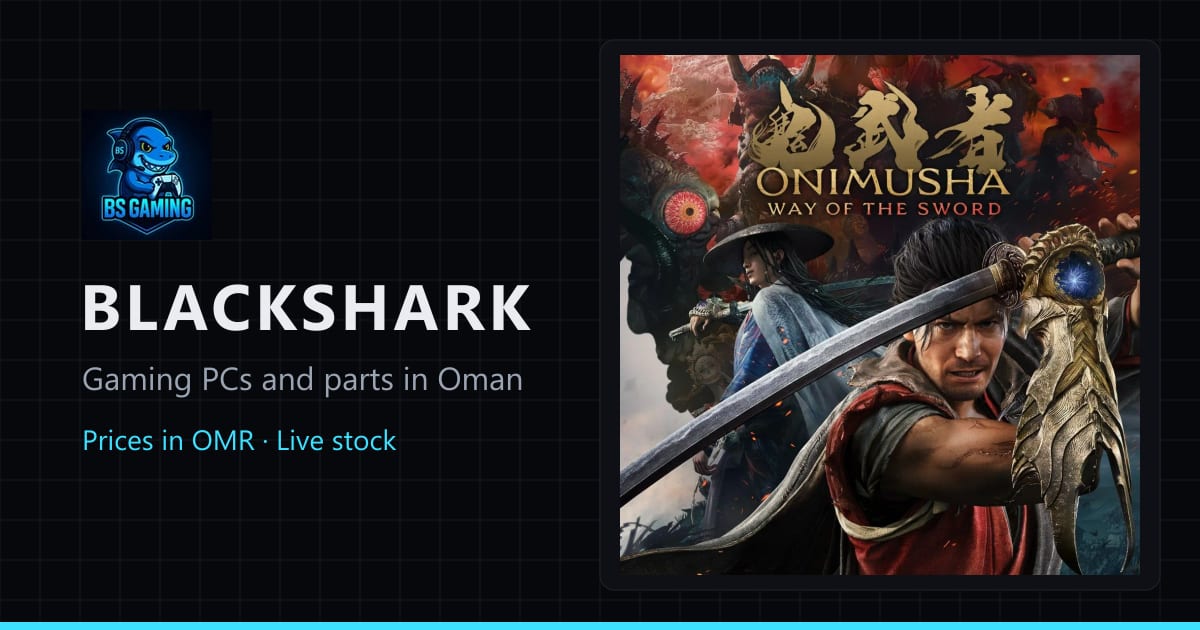 BS
BS GAMING
BLACKSHARK
Gaming PCs and parts in Oman
Prices in OMR · Live stock
鬼武者
ONIMUSHA
WAY OF THE SWORD